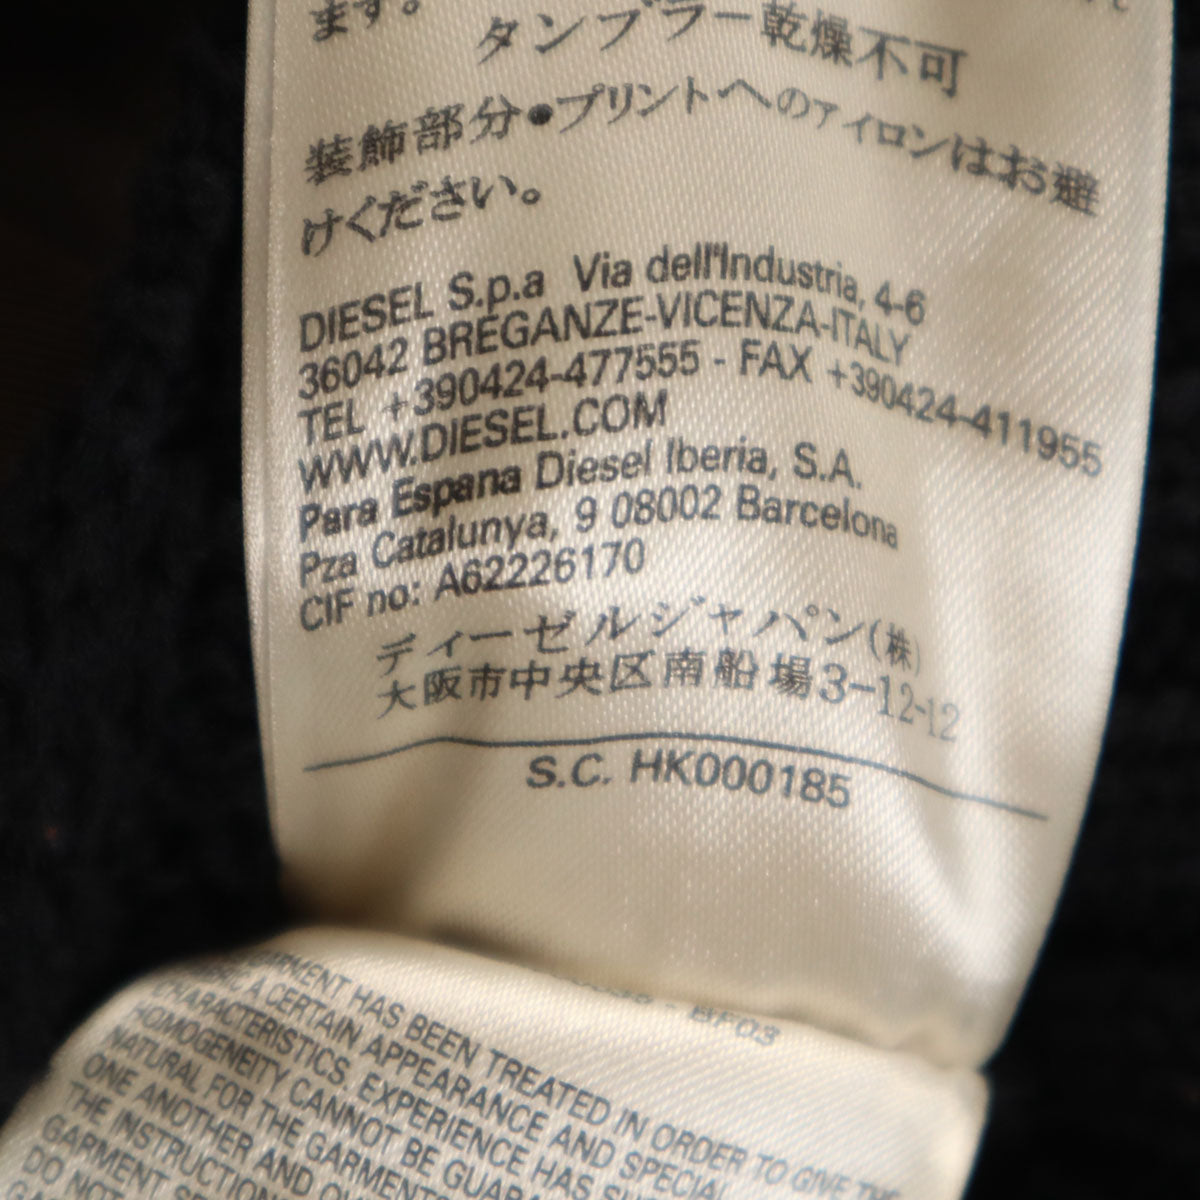 ます。
タンブラー乾燥不可
装飾部分・プリントへのアイロンはお避
けください。
DIESEL S.p.a Via dell'Industria, 4-6
36042 BREGANZE-VICENZA-ITALY
TEL +390424-477555 - FAX +390424-411955
WWW.DIESEL.COM
Para Espana Diesel Iberia, S.A.
Pza Catalunya, 9 08002 Barcelona
CIF no: A62226170
ディーゼルジャパン(株)
大阪市中央区南船場3-12-12
S.C. HK000185
- BF03
GARMENT HAS BEEN TREATED IN ORDER TO GIVE THE
A CERTAIN APPEARANCE AND SPECIAL
CHARACTERISTICS. EXPERIENCE HAS
HOMOGENEITY CANNOT BE
NATURAL FOR THE GARMENTS
ONE ANOTHER AND
THE INSTRUCTION
GARMENT
DO NOT